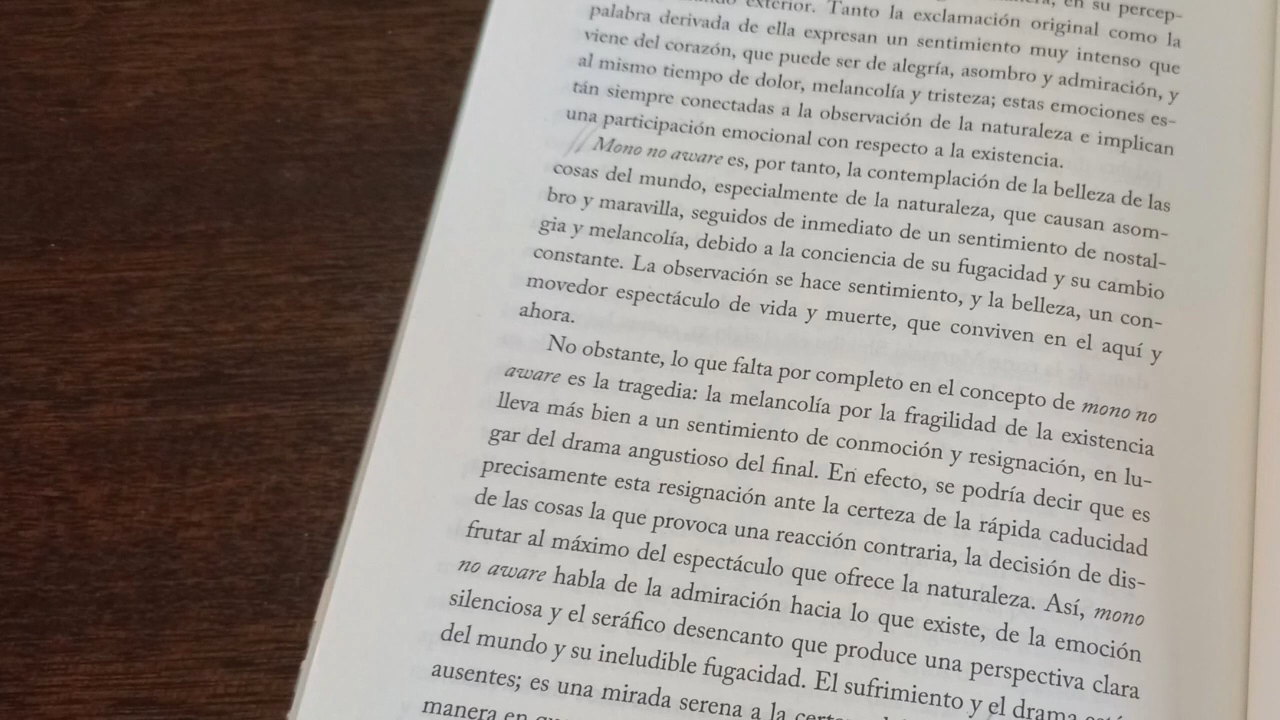 en su percep-
exterior. Tanto la exclamación original como la
palabra derivada de ella expresan un sentimiento muy intenso que
viene del corazón, que puede ser de alegría, asombro y admiración, y
al mismo tiempo de dolor, melancolía y tristeza; estas emociones es-
tán siempre conectadas a la observación de la naturaleza e implican
una participación emocional con respecto a la existencia.
Mono no aware es, por tanto, la contemplación de la belleza de las
cosas del mundo, especialmente de la naturaleza, que causan asom-
bro y maravilla, seguidos de inmediato de un sentimiento de nostal-
gia y melancolía, debido a la conciencia de su fugacidad y su cambio
constante. La observación se hace sentimiento, y la belleza, un con-
movedor espectáculo de vida y muerte, que conviven en el aquí y
ahora.
No obstante, lo que falta por completo en el concepto de mono no
aware es la tragedia: la melancolía por la fragilidad de la existencia
lleva más bien a un sentimiento de conmoción y resignación, en lu-
gar del drama angustioso del final. En efecto, se podría decir que es
precisamente esta resignación ante la certeza de la rápida caducidad
de las cosas la que provoca una reacción contraria, la decisión de dis-
frutar al máximo del espectáculo que ofrece la naturaleza. Así, mono
no aware habla de la admiración hacia lo que existe, de la emoción
silenciosa y el seráfico desencanto que produce una perspectiva clara
del mundo y su ineludible fugacidad. El sufrimiento y el drama
ausentes; es una mirada serena a la
manera en